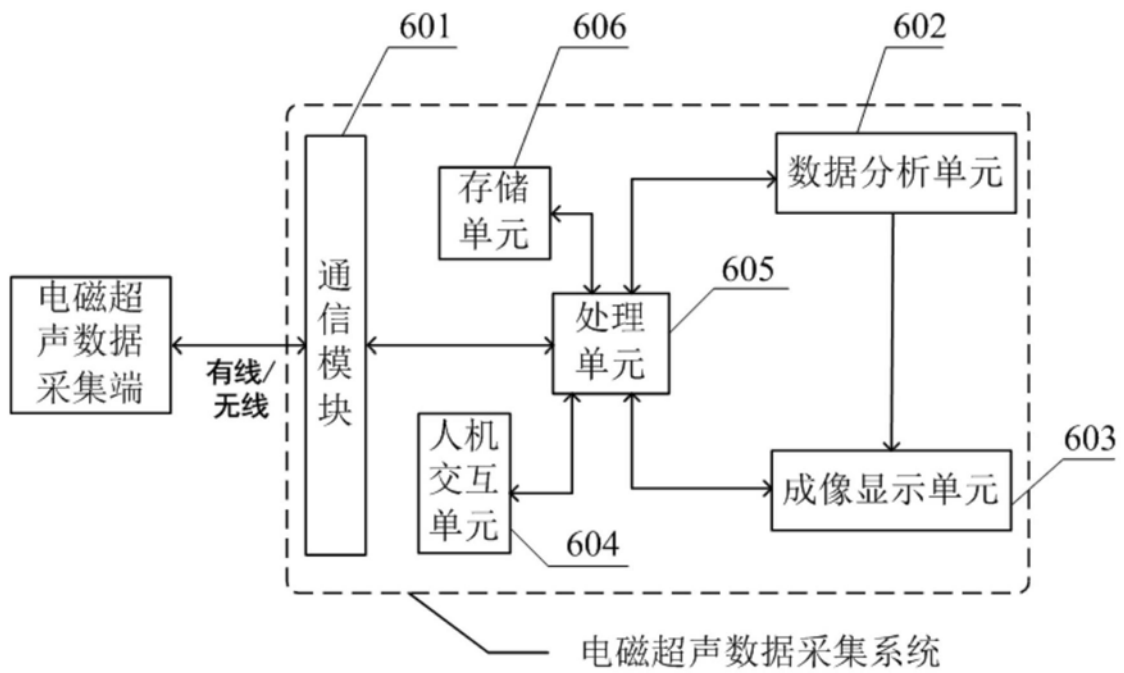 601
606
602
数据分析单元
存储
单元
通
信
模
块
605
电磁超
声数据
采集端
处理
单元
有线/
无线
人机
交互
单元
603
成像显示单元
604
电磁超声数据采集系统